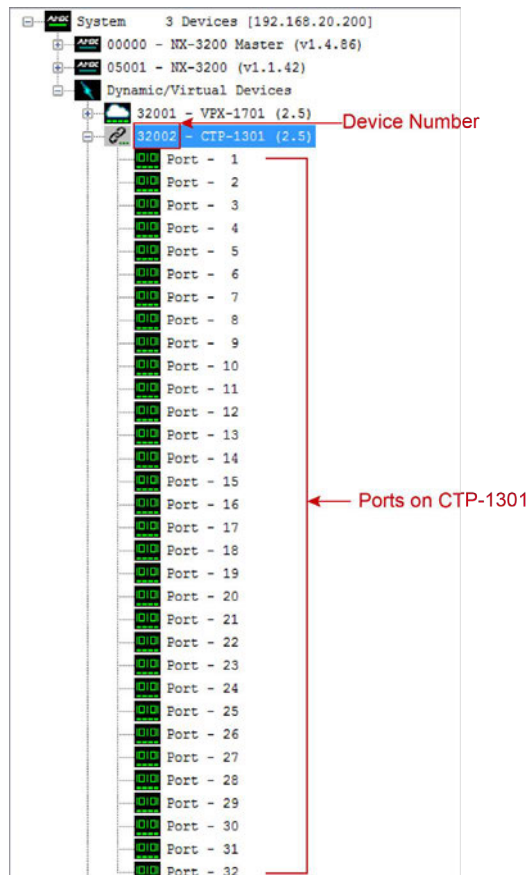 System 3 Devices [192.168.20.200]
00000 - NX-3200 Master (v1.4.86)
05001 - NX-3200 (v1.1.42)
Dynamic/Virtual Devices
32001 - VPX-1701 (2.5)
Device Number
32002 - CTP-1301 (2.5)
Port - 1
Port - 2
Port - 3
Port - 4
Port - 5
Port - 6
Port - 7
Port - 8
Port - 9
Port - 10
Port - 11
Port - 12
Port - 13
Port - 14
Port - 15
Port - 16
Ports on CTP-1301
Port - 17
Port - 18
Port - 19
Port - 20
Port - 21
Port - 22
Port - 23
Port - 24
Port - 25
Port - 26
Port - 27
Port - 28
Port - 29
Port - 30
Port - 31
Port - 32